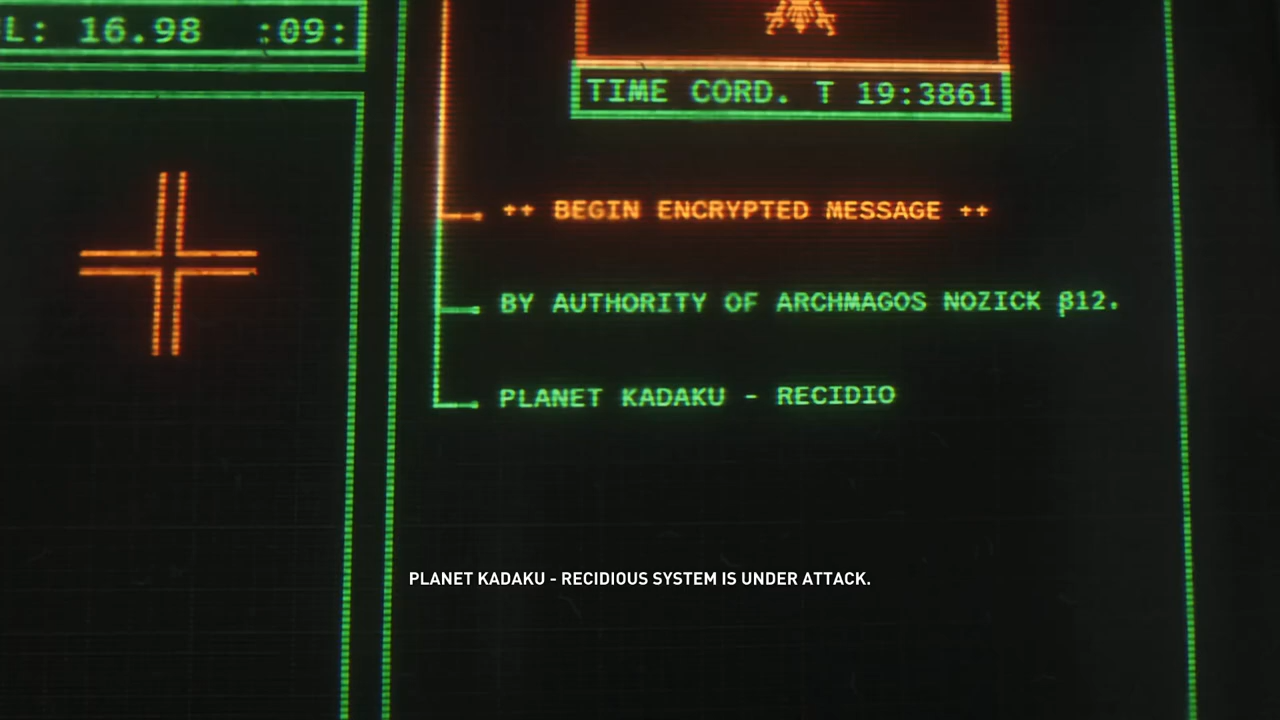 L: 16.98 :09:
TIME CORD. T 19:3861
++ BEGIN ENCRYPTED MESSAGE ++
BY AUTHORITY OF ARCHMAGOS NOZICK β12.
PLANET KADAKU - RECIDIO
PLANET KADAKU - RECIDIOUS SYSTEM IS UNDER ATTACK.